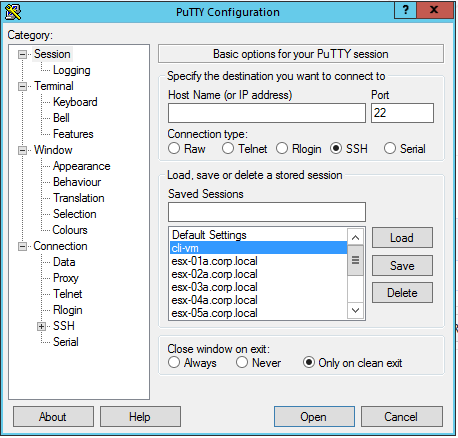 PuTTY Configuration
? x
Category:
Session
Logging
Terminal
Keyboard
Bell
Features
Window
Appearance
Behaviour
Translation
Selection
Colours
Connection
Data
Proxy
Telnet
Rlogin
SSH
Serial
Basic options for your PuTTY session
Specify the destination you want to connect to
Host Name (or IP address) Port
22
Connection type:
Raw Telnet Rlogin SSH Serial
Load, save or delete a stored session
Saved Sessions
Default Settings
cli-vm
esx-01a.corp.local
esx-02a.corp.local
esx-03a.corp.local
esx-04a.corp.local
esx-05a.corp.local
Load
Save
Delete
Close window on exit:
Always Never Only on clean exit
About Help Open Cancel